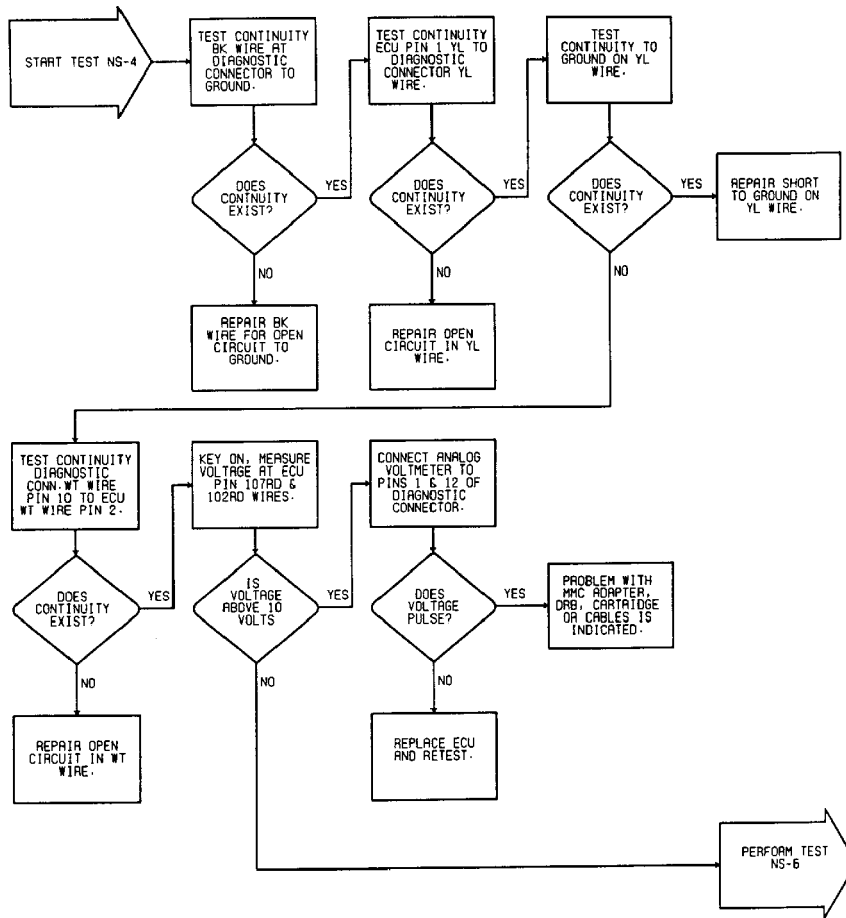 START TEST NS-4
TEST CONTINUITY
BK WIRE AT
DIAGNOSTIC
CONNECTOR TO
GROUND.
TEST CONTINUITY
ECU PIN 1 YL TO
DIAGNOSTIC
CONNECTOR YL
WIRE.
TEST
CONTINUITY TO
GROUND ON YL
WIRE.
DOES
CONTINUITY
EXIST?
YES
DOES
CONTINUITY
EXIST?
YES
DOES
CONTINUITY
EXIST?
YES
REPAIR SHORT
TO GROUND ON
YL WIRE.
NO
NO
NO
REPAIR BK
WIRE FOR OPEN
CIRCUIT TO
GROUND.
REPAIR OPEN
CIRCUIT IN YL
WIRE.
TEST CONTINUITY
DIAGNOSTIC
CONN.WT WIRE
PIN 10 TO ECU
WT WIRE PIN 2.
KEY ON, MEASURE
VOLTAGE AT ECU
PIN 107RD &
102RD WIRES.
CONNECT ANALOG
VOLTMETER TO
PINS 1 & 12 OF
DIAGNOSTIC
CONNECTOR.
DOES
CONTINUITY
EXIST?
YES
IS
VOLTAGE
ABOVE 10
VOLTS
YES
DOES
VOLTAGE
PULSE?
YES
PROBLEM WITH
MMC ADAPTER,
DRB, CARTRIDGE
OR CABLES IS
INDICATED.
NO
NO
NO
REPAIR OPEN
CIRCUIT IN WT
WIRE.
REPLACE ECU
AND RETEST.
PERFORM TEST
NS-6